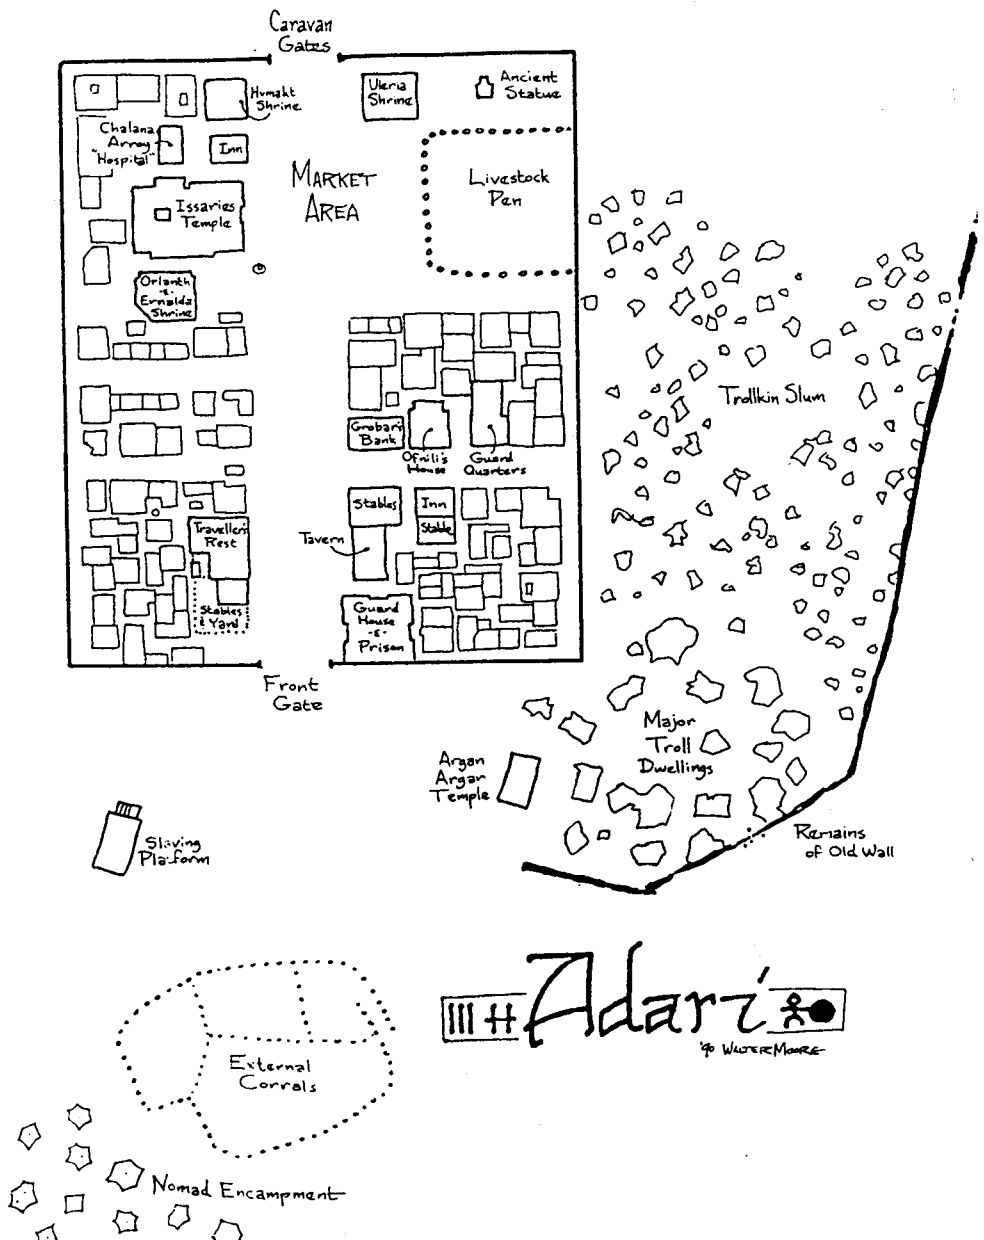 Caravan
Gates
Humakt
Shrine
Uleria
Shrine
Ancient
Statue
Chalana
Arroy
"Hospital"
Inn
MARKET
AREA
Livestock
Pen
Issaries
Temple
Orlanth
-&-
Ernalda
Shrine
Trollkin Slum
Grobari
Bank
Ofnili's
House
Guard
Quarters
Stables
Inn
Stable
Tavern
Travellers
Rest
Stables
& Yard
Guard
House
-&-
Prison
Front
Gate
Major
Troll
Dwellings
Argan
Argar
Temple
Slaving
Platform
Remains
of Old Wall
Adari
'90 WALTER MOORE
External
Corrals
Nomad Encampment